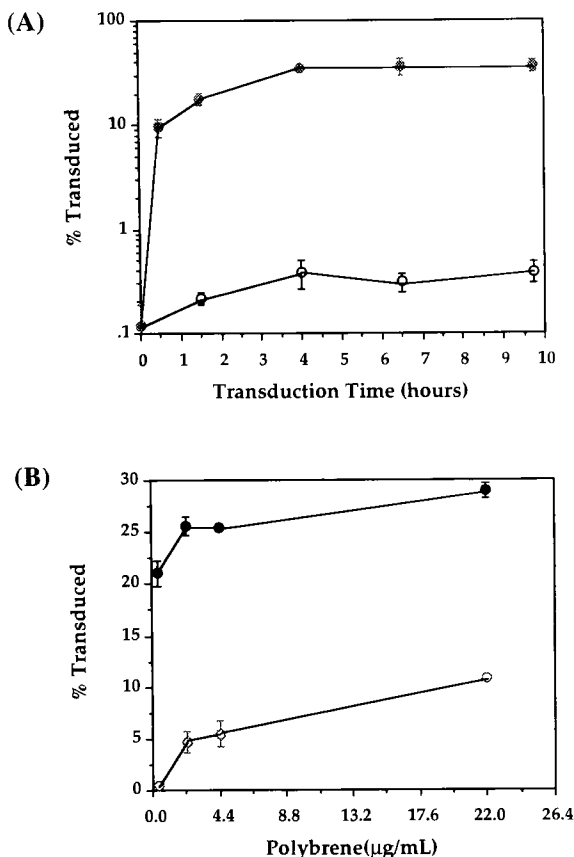 (A)
% Transduced
100
10
1
.1
0 1 2 3 4 5 6 7 8 9 10
Transduction Time (hours)
(B)
% Transduced
30
25
20
15
10
5
0
0.0 4.4 8.8 13.2 17.6 22.0 26.4
Polybrene(µg/mL)